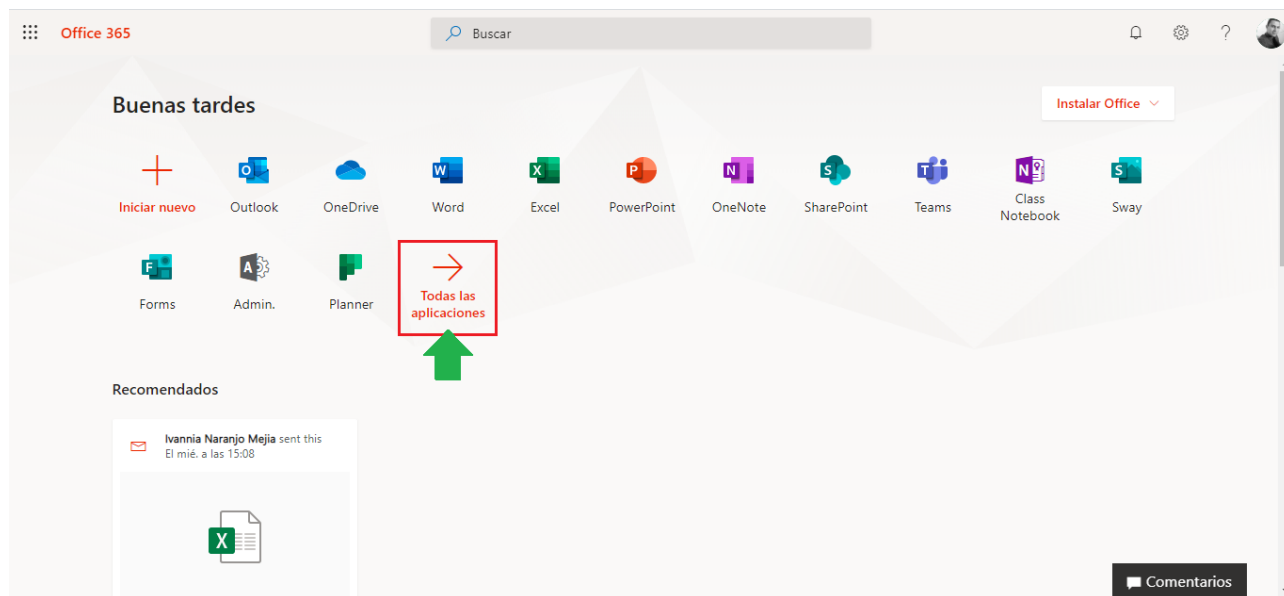 Office 365
Buscar
Buenas tardes
Instalar Office
Iniciar nuevo
Outlook
OneDrive
Word
Excel
PowerPoint
OneNote
SharePoint
Teams
Class
Notebook
Sway
Forms
Admin.
Planner
Todas las
aplicaciones
Recomendados
Ivannia Naranjo Mejia sent this
El mié. a las 15:08
Comentarios